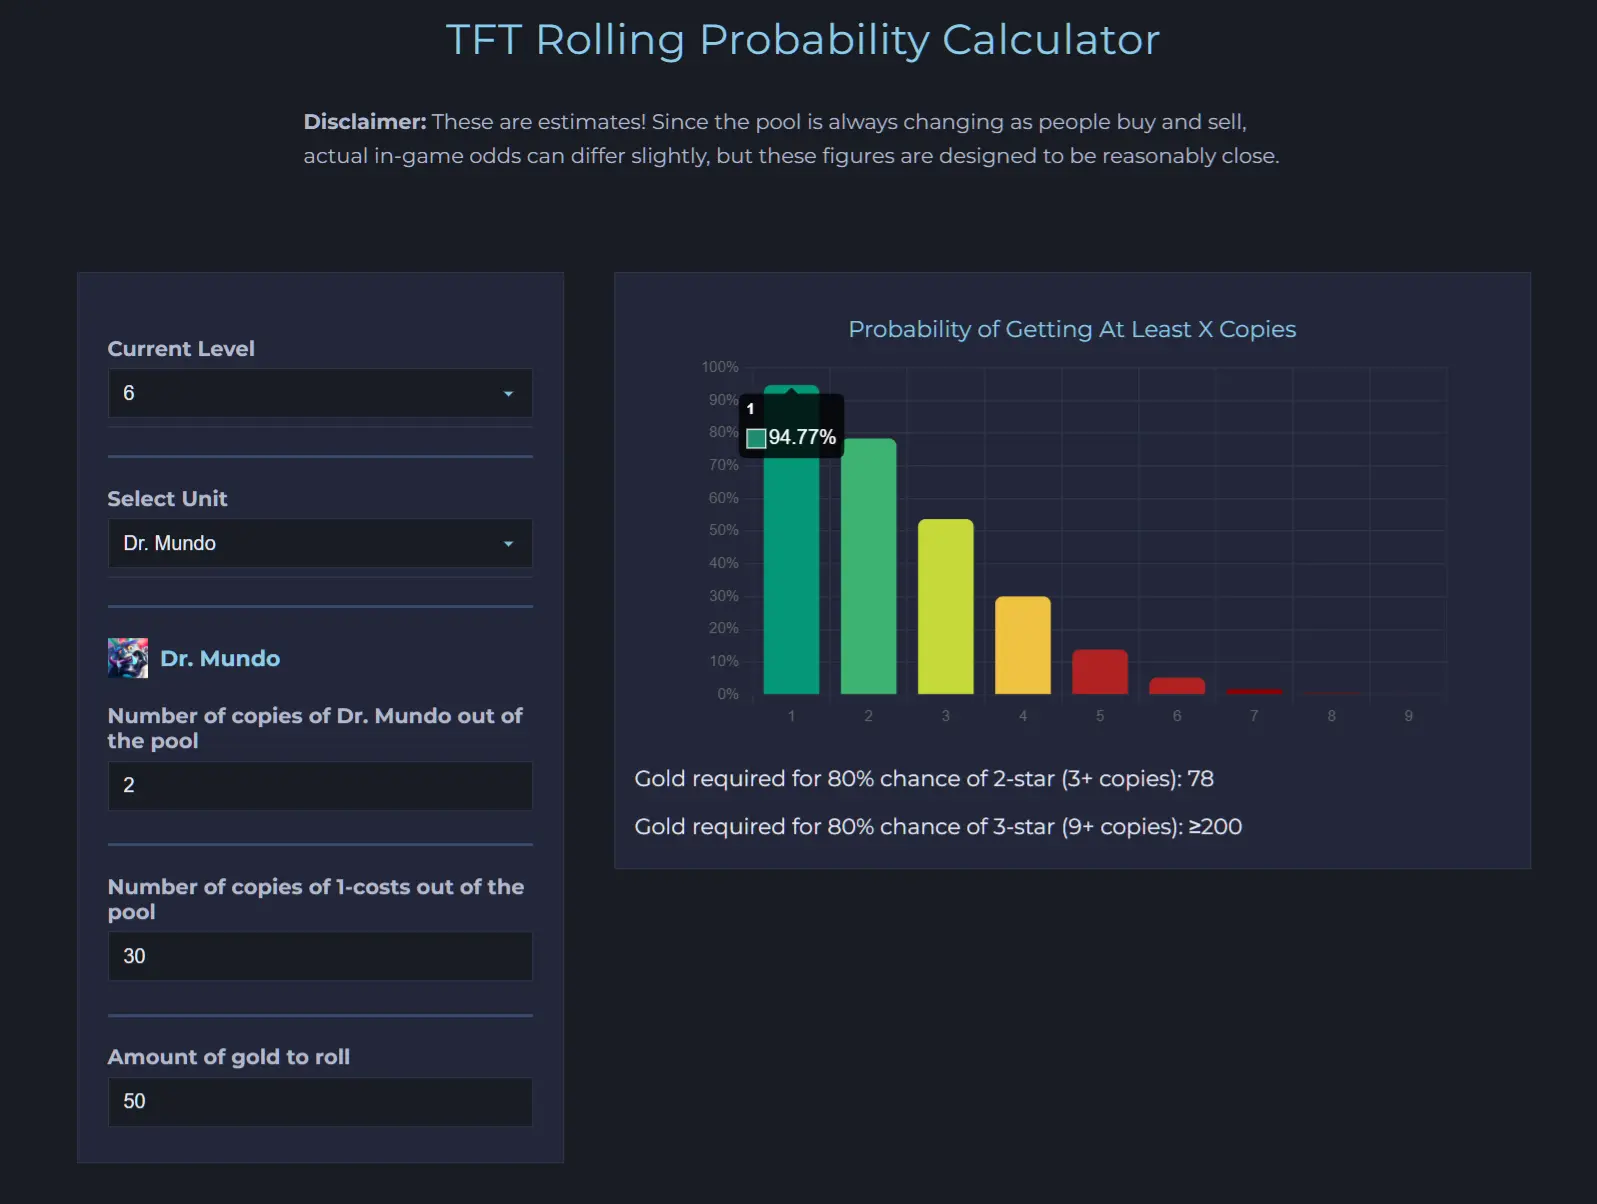 TFT Rolling Probability Calculator
Disclaimer: These are estimates! Since the pool is always changing as people buy and sell,
actual in-game odds can differ slightly, but these figures are designed to be reasonably close.
Current Level
6
Select Unit
Dr. Mundo
Dr. Mundo
Number of copies of Dr. Mundo out of
the pool
2
Number of copies of 1-costs out of the
pool
30
Amount of gold to roll
50
Probability of Getting At Least X Copies
100%
90%
80%
70%
60%
50%
40%
30%
20%
10%
0%
1
94.77%
1 2 3 4 5 6 7 8 9
Gold required for 80% chance of 2-star (3+ copies): 78
Gold required for 80% chance of 3-star (9+ copies): ≥200